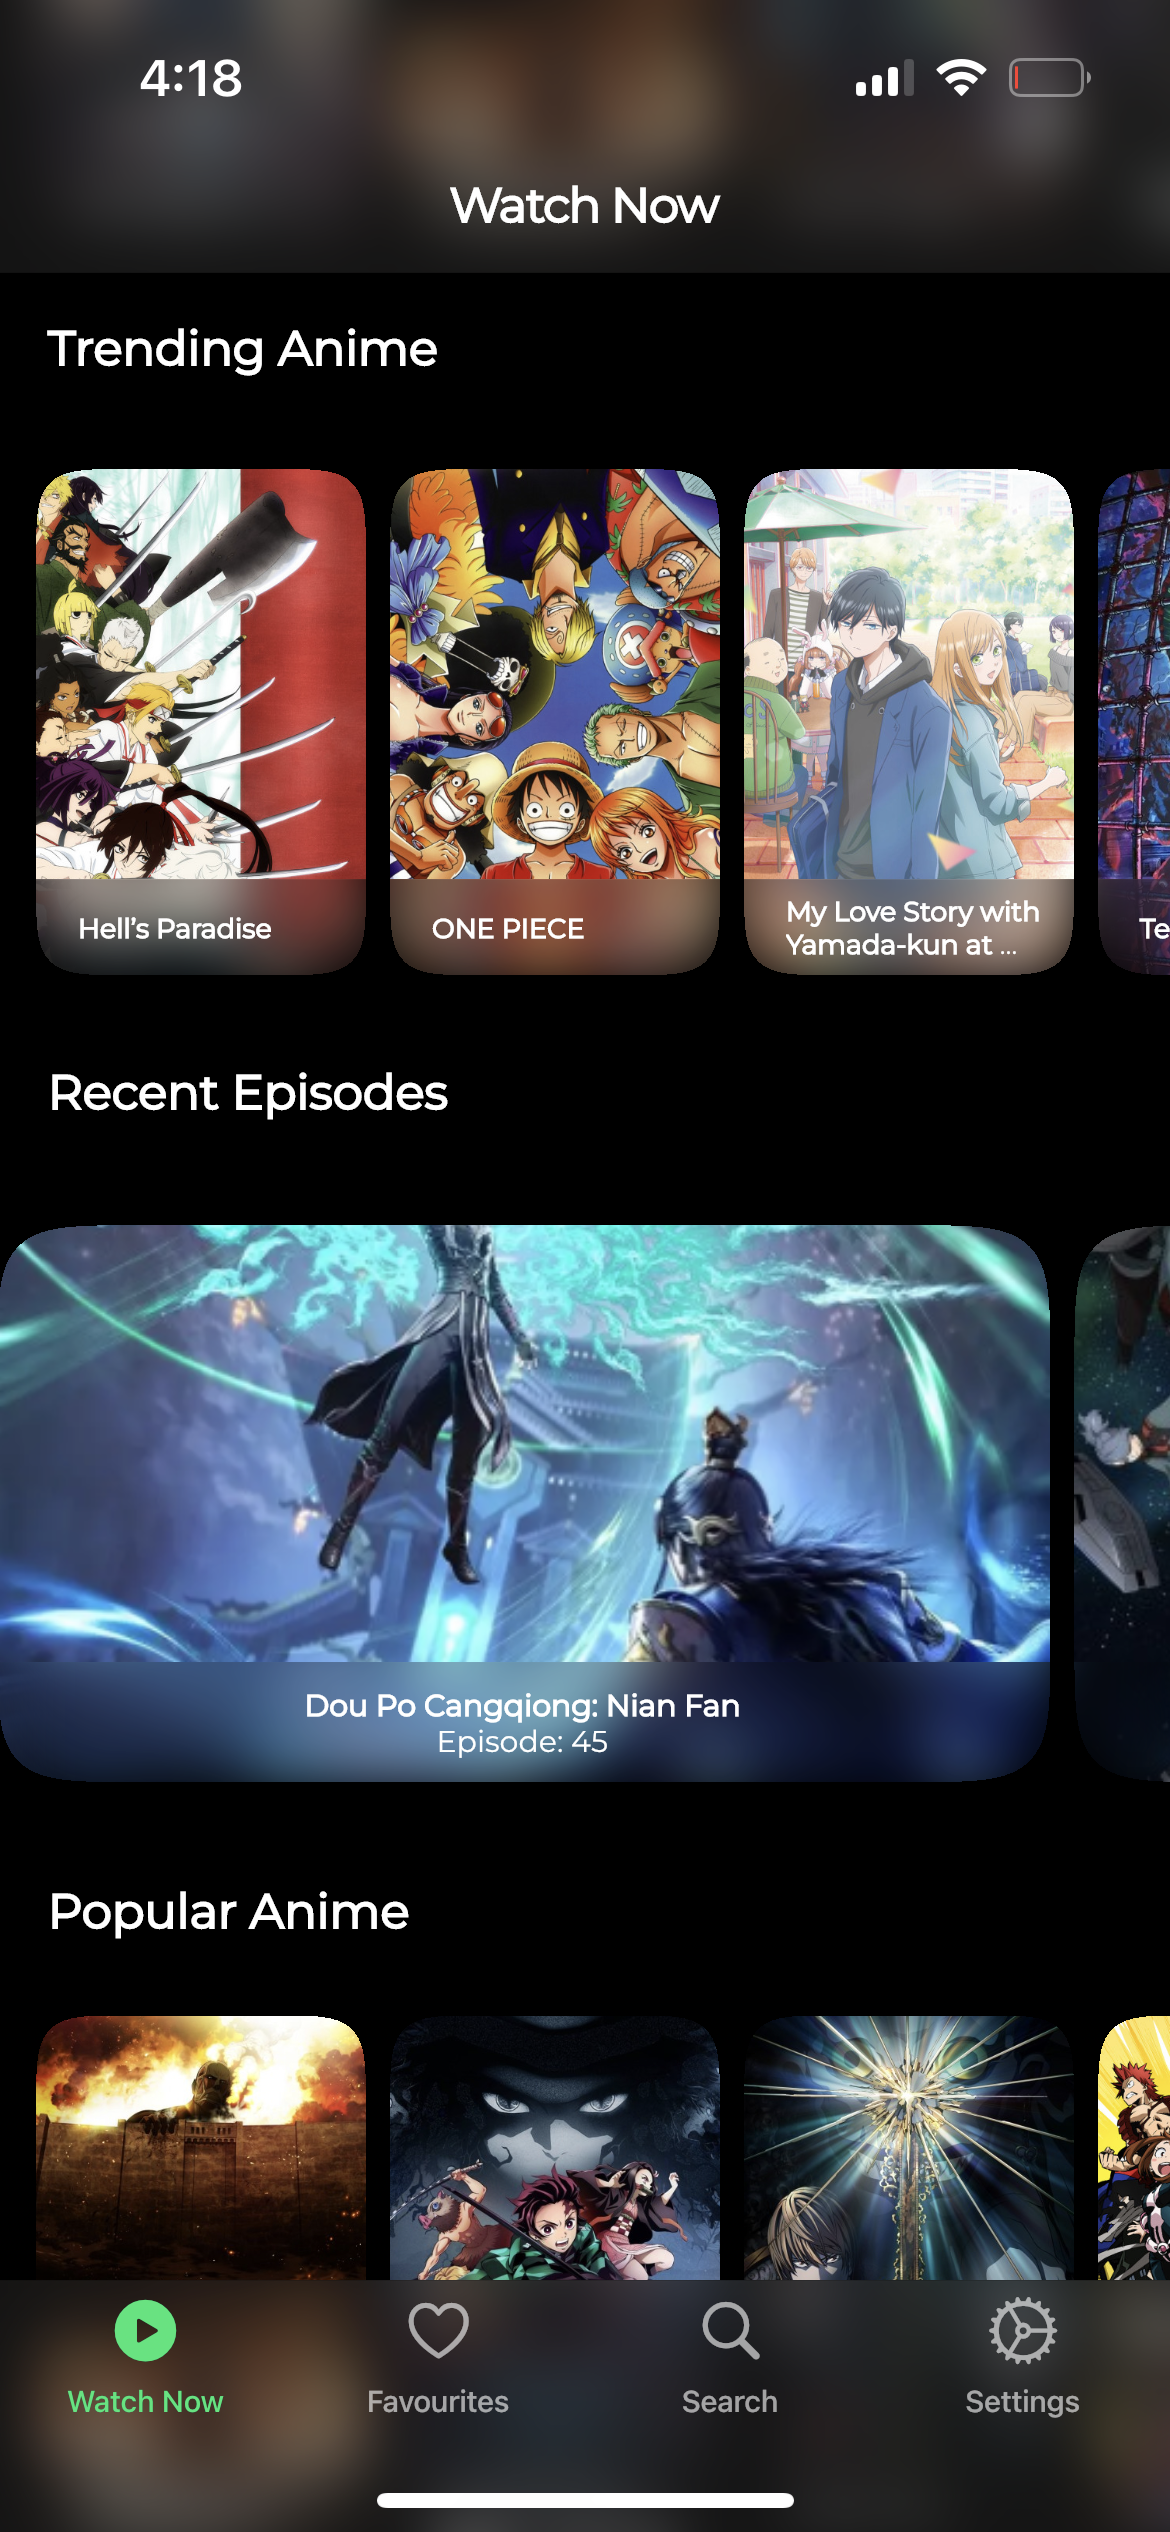 4:18
Watch Now
Trending Anime
Hell's Paradise
ONE PIECE
My Love Story with
Yamada-kun at ...
Te
Recent Episodes
Dou Po Cangqiong: Nian Fan
Episode: 45
Popular Anime
Watch Now
Favourites
Search
Settings